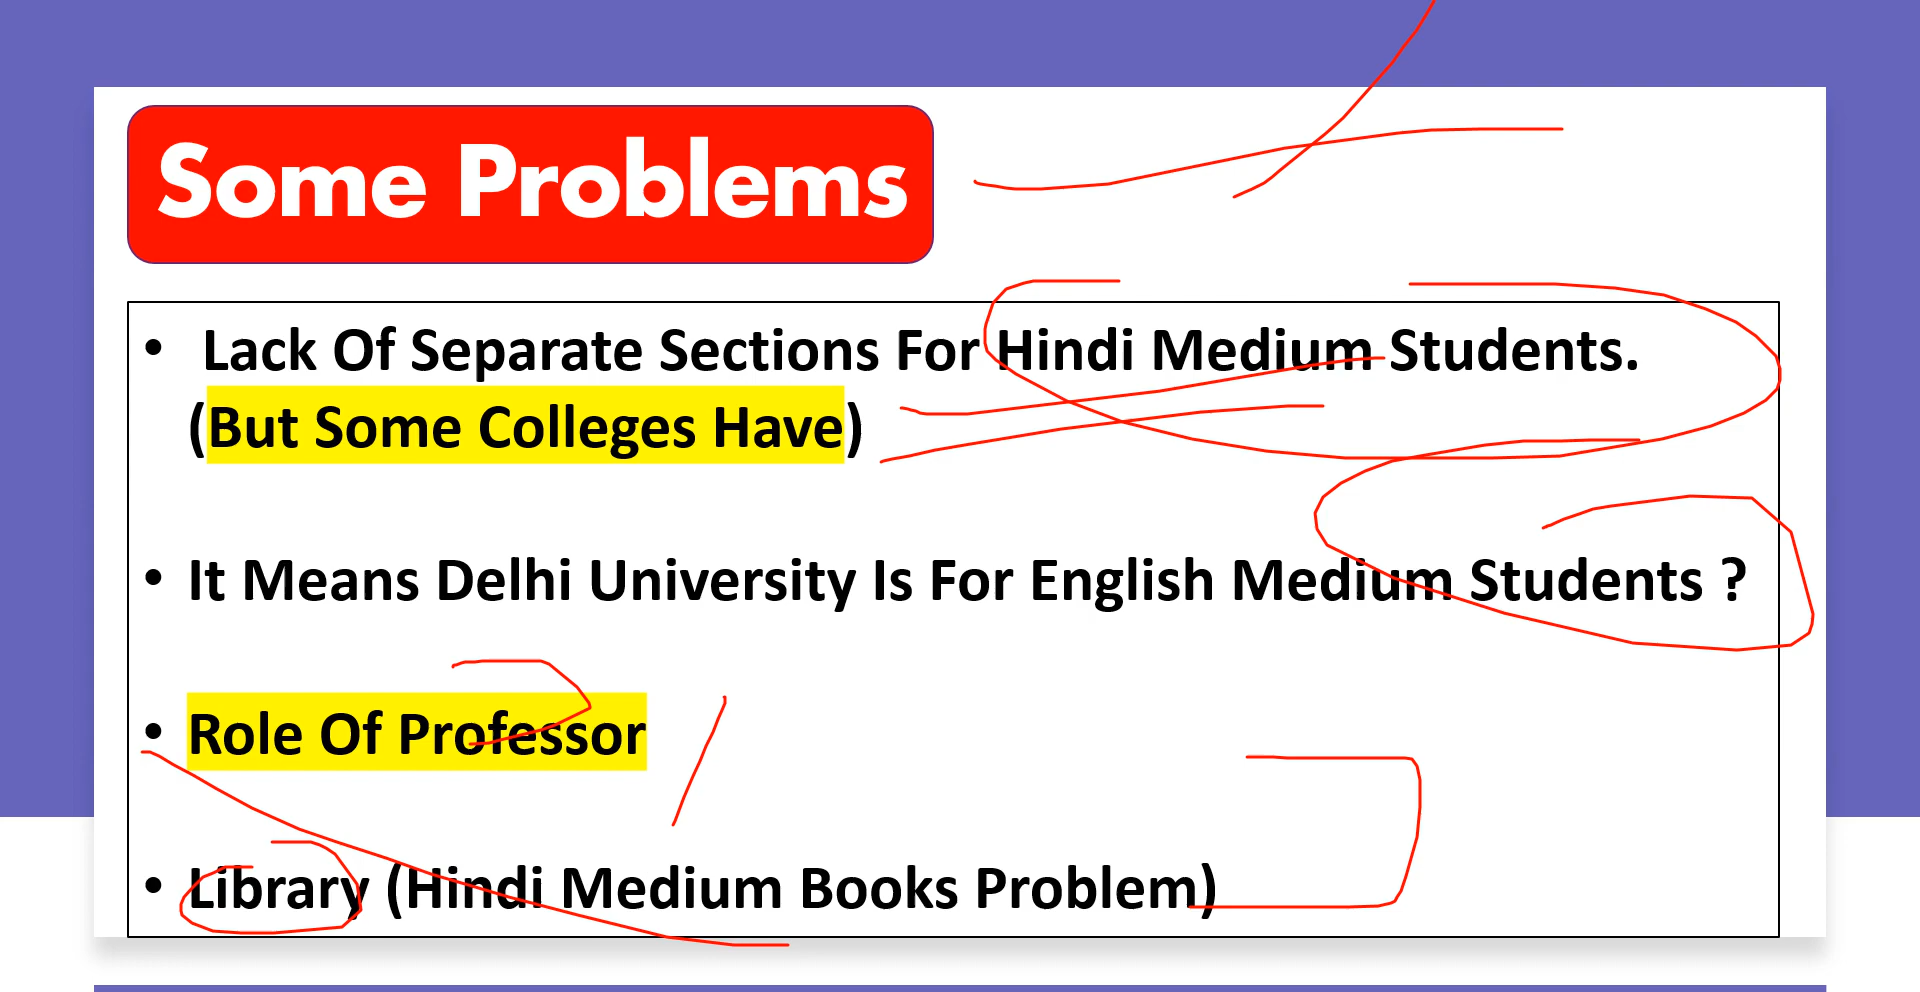 Some Problems
• Lack Of Separate Sections For Hindi Medium Students.
(But Some Colleges Have)
• It Means Delhi University Is For English Medium Students ?
• Role Of Professor
• Library (Hindi Medium Books Problem)